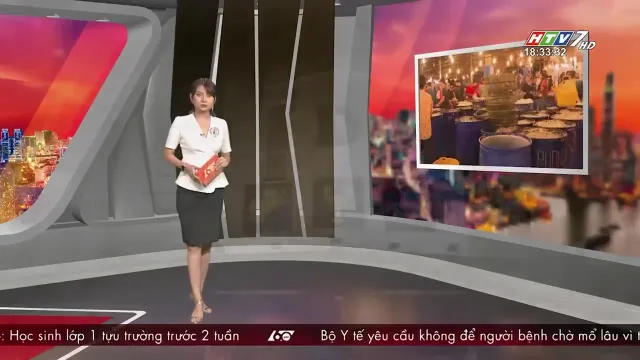 HTV7 HD
18:33:32
: Học sinh lớp 1 tựu trường trước 2 tuần
60
Bộ Y tế yêu cầu không để người bệnh chờ mổ lâu vì